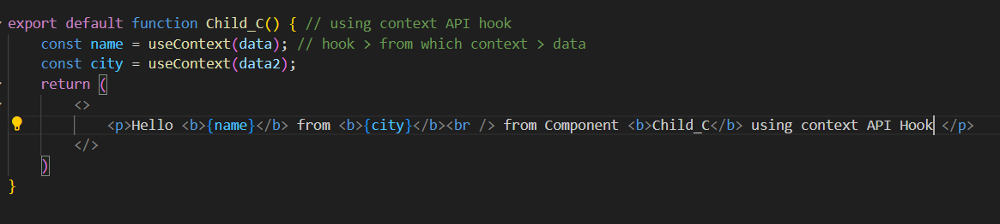 export default function Child_C() { // using context API hook
    const name = useContext(data); // hook > from which context > data
    const city = useContext(data2);
    return (
        <>
            <p>Hello <b>{name}</b> from <b>{city}</b><br /> from Component <b>Child_C</b> using context API Hook </p>
        </>
    )
}